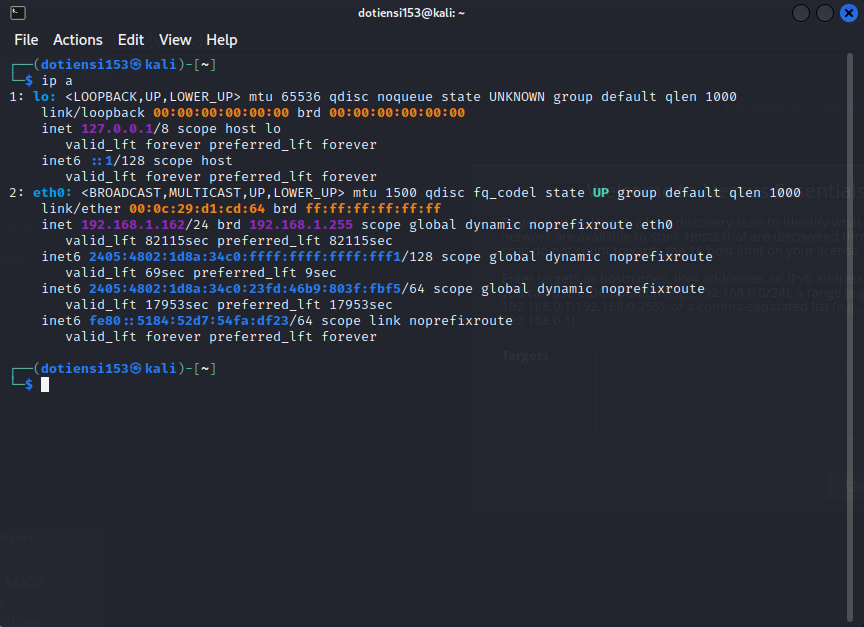 dotiensi153@kali: ~
File Actions Edit View Help
┌──(dotiensi153㉿kali)-[~]
└─$ ip a
1: lo: <LOOPBACK,UP,LOWER_UP> mtu 65536 qdisc noqueue state UNKNOWN group default qlen 1000
    link/loopback 00:00:00:00:00:00 brd 00:00:00:00:00:00
    inet 127.0.0.1/8 scope host lo
       valid_lft forever preferred_lft forever
    inet6 ::1/128 scope host
       valid_lft forever preferred_lft forever
2: eth0: <BROADCAST,MULTICAST,UP,LOWER_UP> mtu 1500 qdisc fq_codel state UP group default qlen 1000
    link/ether 00:0c:29:d1:cd:64 brd ff:ff:ff:ff:ff:ff
    inet 192.168.1.162/24 brd 192.168.1.255 scope global dynamic noprefixroute eth0
       valid_lft 82115sec preferred_lft 82115sec
    inet6 2405:4802:1d8a:34c0:ffff:ffff:ffff:fff1/128 scope global dynamic noprefixroute
       valid_lft 69sec preferred_lft 9sec
    inet6 2405:4802:1d8a:34c0:23fd:46b9:803f:fbf5/64 scope global dynamic noprefixroute
       valid_lft 17953sec preferred_lft 17953sec
    inet6 fe80::5184:52d7:54fa:df23/64 scope link noprefixroute
       valid_lft forever preferred_lft forever
┌──(dotiensi153㉿kali)-[~]
└─$
Targets
News